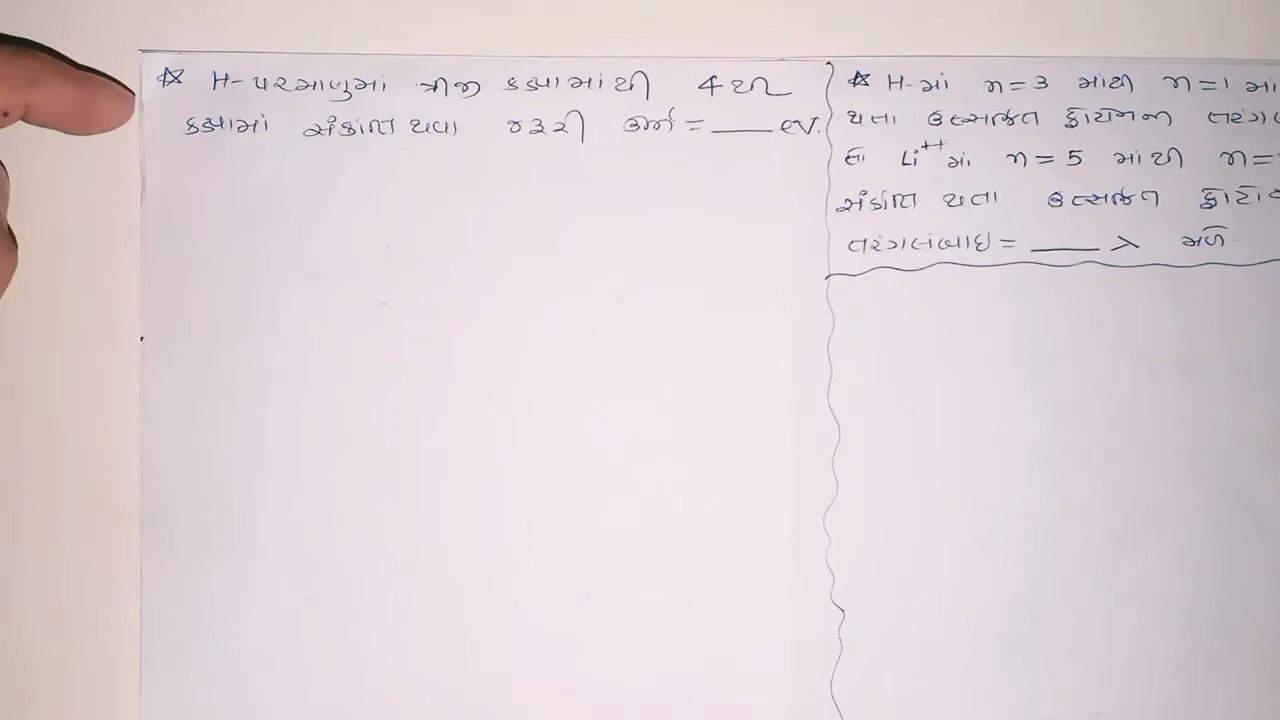 ☆ H-પરમાણુમાં ત્રીજી કક્ષામાંથી 4થી
કક્ષામાં સંક્રાંતિ થવા જરૂરી ઊર્જા = ____ eV.
☆ H-માં n=3 માંથી n=1 માં
થતા ઉત્સર્જીત ફોટોનની
તો Li⁺⁺માં n=5 માંથી n=
સંક્રાંતિ થતા ઉત્સર્જીત
તરંગલંબાઇ = ____ λ મળે.